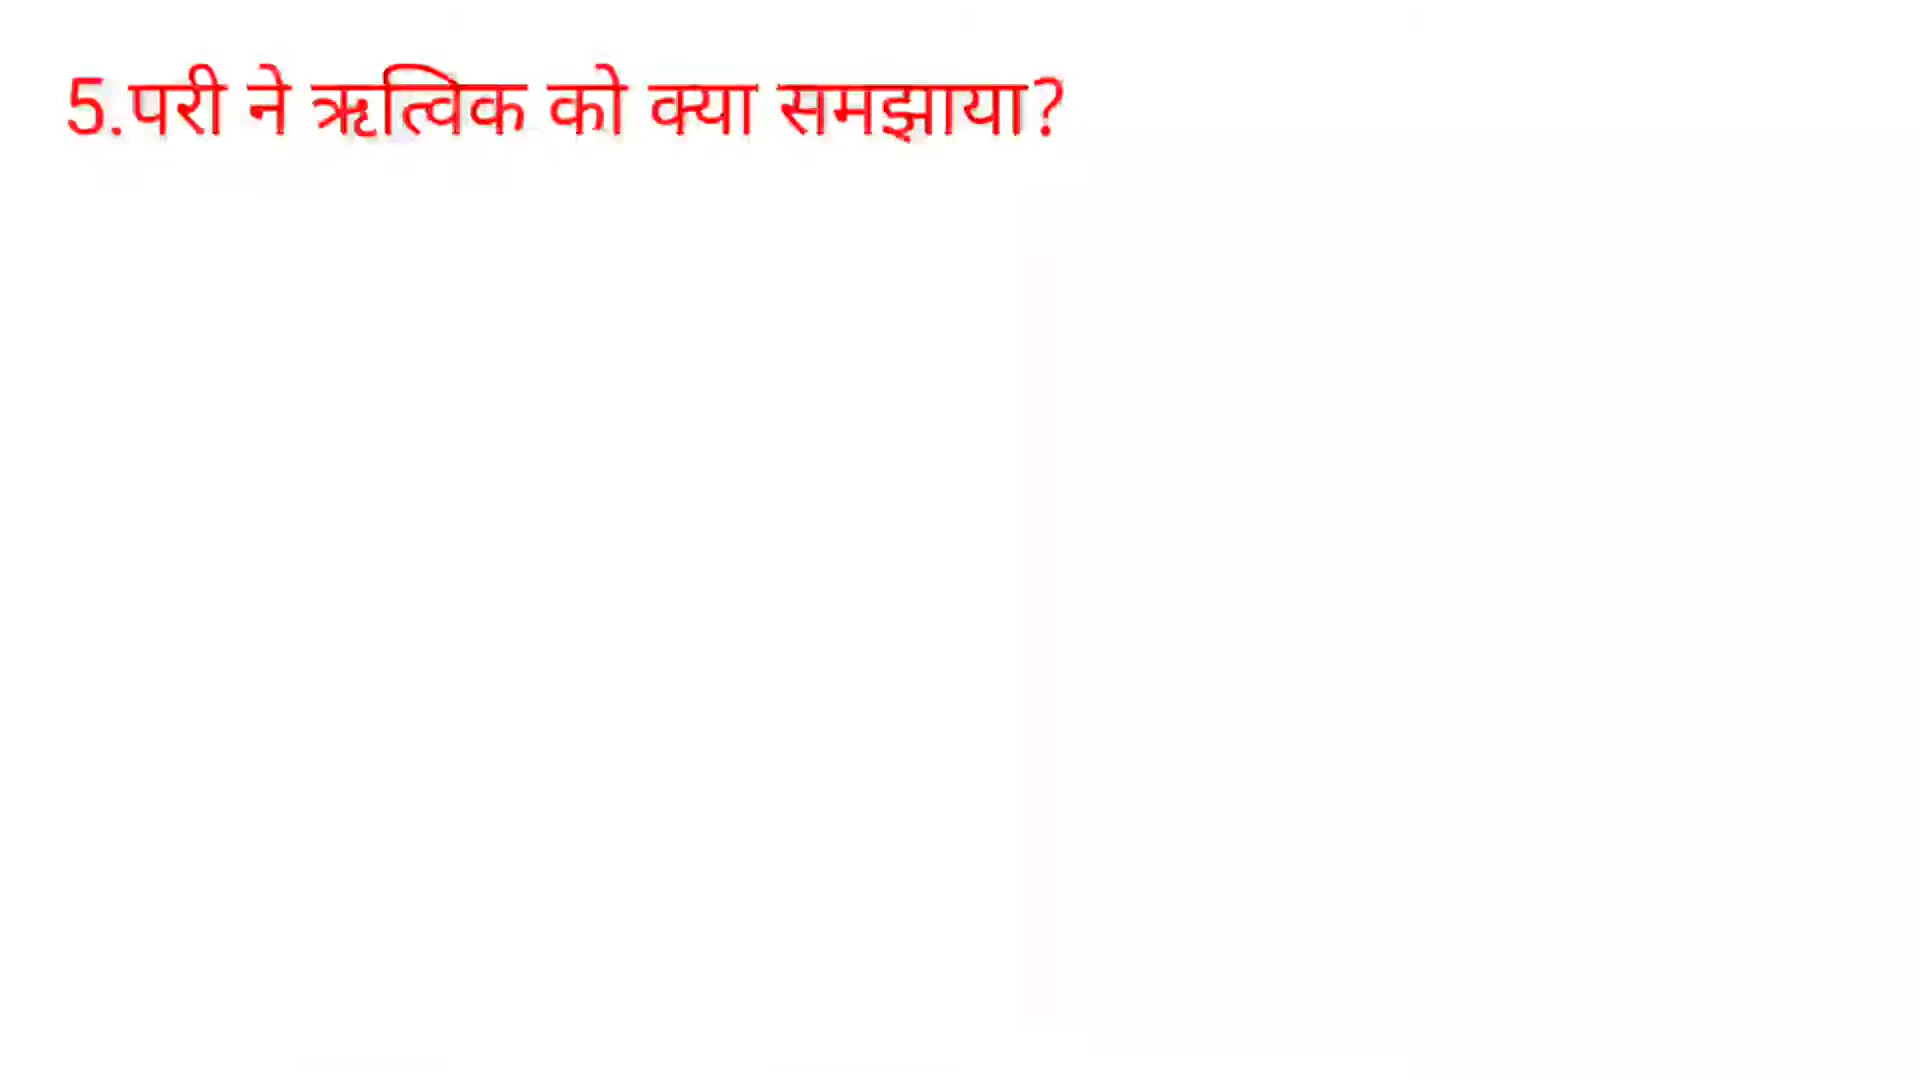 5.परी ने ऋत्विक को क्या समझाया?